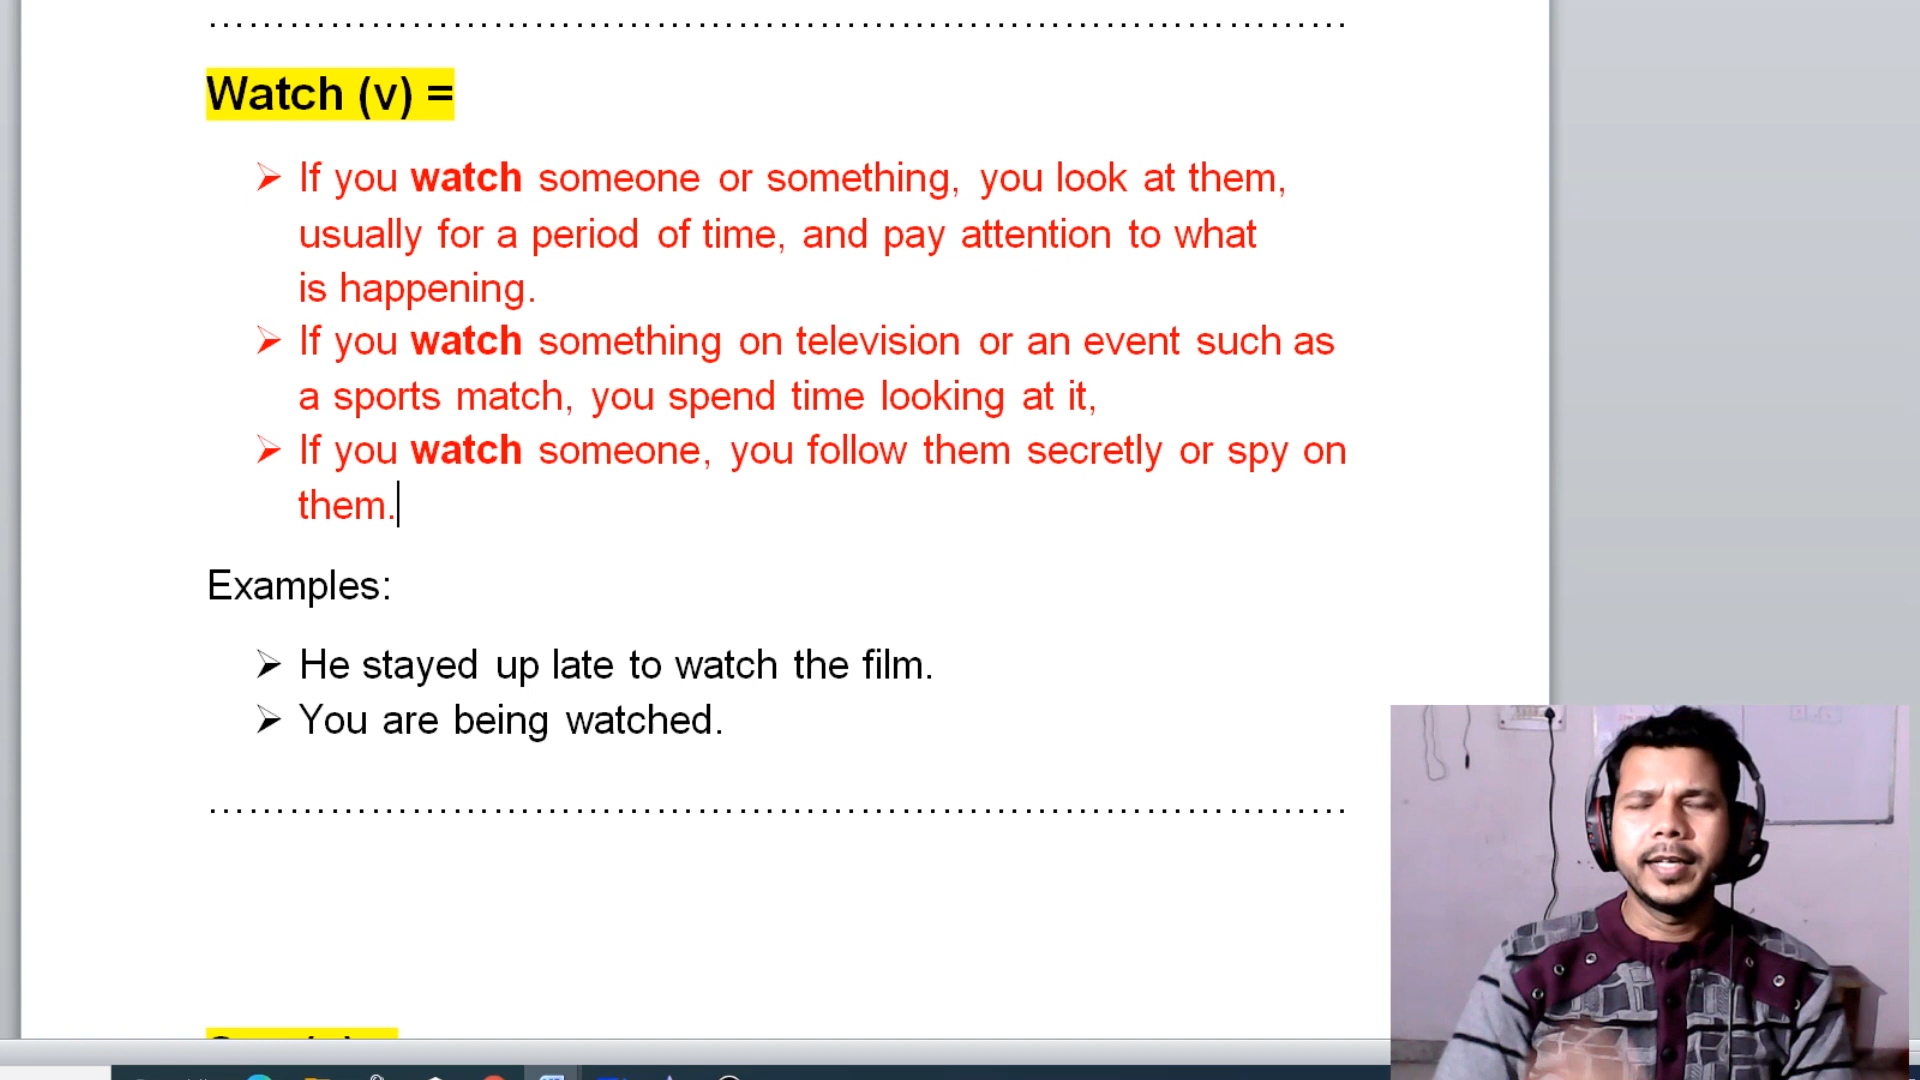 Watch (v) =
➢ If you watch someone or something, you look at them,
usually for a period of time, and pay attention to what
is happening.
➢ If you watch something on television or an event such as
a sports match, you spend time looking at it,
➢ If you watch someone, you follow them secretly or spy on
them.
Examples:
➢ He stayed up late to watch the film.
➢ You are being watched.